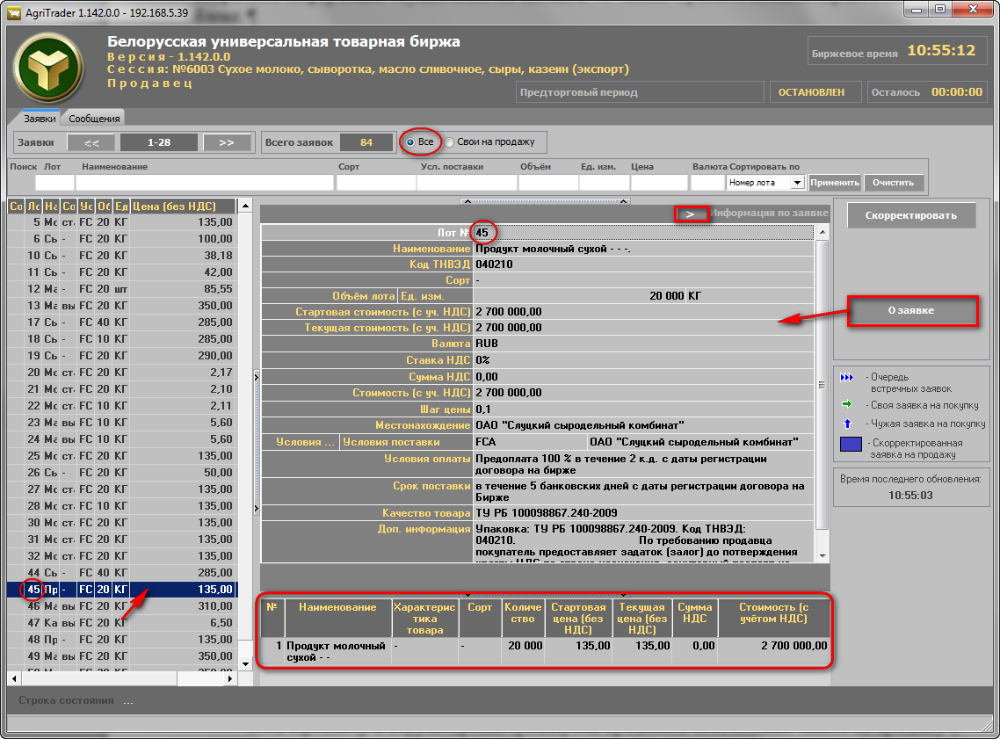 AgriTrader 1.142.0.0 - 192.168.5.39
Белорусская универсальная товарная биржа
Версия - 1.142.0.0
Сессия: №6003 Сухое молоко, сыворотка, масло сливочное, сыры, казеин (экспорт)
Продавец
Биржевое время 10:55:12
Предторговый период ОСТАНОВЛЕН Осталось 00:00:00
Заявки Сообщения
Заявки << 1-28 >> Всего заявок 84 Все Свои на продажу
Поиск Лот Наименование Сорт Усл. поставки Объём Ед. изм. Цена Валюта Сортировать по
Номер лота Применить Очистить
Со Ло На Со Ус Об Ед Цена (без НДС)
5 Мо ст. FC 20 КГ 135,00
6 Сы - FC 20 КГ 100,00
10 Сы - FC 20 КГ 38,18
11 Сы - FC 20 КГ 42,00
12 Ма - FC 20 шт 85,55
13 Ма вы FC 20 КГ 350,00
17 Сы - FC 40 КГ 285,00
18 Сы - FC 10 КГ 285,00
19 Сы - FC 20 КГ 290,00
20 Мо ст. FC 20 КГ 2,17
21 Мо ст. FC 20 КГ 2,10
22 Мо ст. FC 10 КГ 2,11
23 Ма вы FC 10 КГ 5,60
24 Ма вы FC 10 КГ 5,60
25 Мо ст. FC 20 КГ 135,00
26 Сы - FC 20 КГ 50,00
27 Мо ст. FC 20 КГ 135,00
28 Мо ст. FC 10 КГ 135,00
30 Мо ст. FC 20 КГ 135,00
31 Мо ст. FC 20 КГ 135,00
32 Мо ст. FC 20 КГ 135,00
44 Сы - FC 40 КГ 285,00
45 Пр - FC 20 КГ 135,00
46 Ма вы FC 20 КГ 310,00
47 Ка вы FC 20 КГ 6,50
48 Пр - FC 20 КГ 135,00
49 Ма вы FC 20 КГ 350,00
> Информация по заявке
Лот № 45
Наименование Продукт молочный сухой - - -.
Код ТНВЭД 040210
Сорт -
Объём лота Ед. изм. 20 000 КГ
Стартовая стоимость (с уч. НДС) 2 700 000,00
Текущая стоимость (с уч. НДС) 2 700 000,00
Валюта RUB
Ставка НДС 0%
Сумма НДС 0,00
Стоимость (с уч. НДС) 2 700 000,00
Шаг цены 0,1
Местонахождение ОАО "Слуцкий сыродельный комбинат"
Условия ... Условия поставки FCA ОАО "Слуцкий сыродельный комбинат"
Условия оплаты Предоплата 100 % в течение 2 к.д. с даты регистрации
договора на бирже
Срок поставки в течение 5 банковских дней с даты регистрации договора на
Бирже
Качество товара ТУ РБ 100098867.240-2009
Доп. информация Упаковка: ТУ РБ 100098867.240-2009. Код ТНВЭД:
040210. По требованию продавца
покупатель предоставляет задаток (залог) до потверждения
№ Наименование Характерис Сорт Количе Стартовая Текущая Сумма Стоимость (с
тика ство цена (без цена (без НДС учётом НДС)
товара НДС) НДС)
1 Продукт молочный - - 20 000 135,00 135,00 0,00 2 700 000,00
сухой - -
Скорректировать
О заявке
- Очередь
встречных заявок
- Своя заявка на покупку
- Чужая заявка на покупку
- Скорректированная
заявка на продажу
Время последнего обновления:
10:55:03
Строка состояния ...